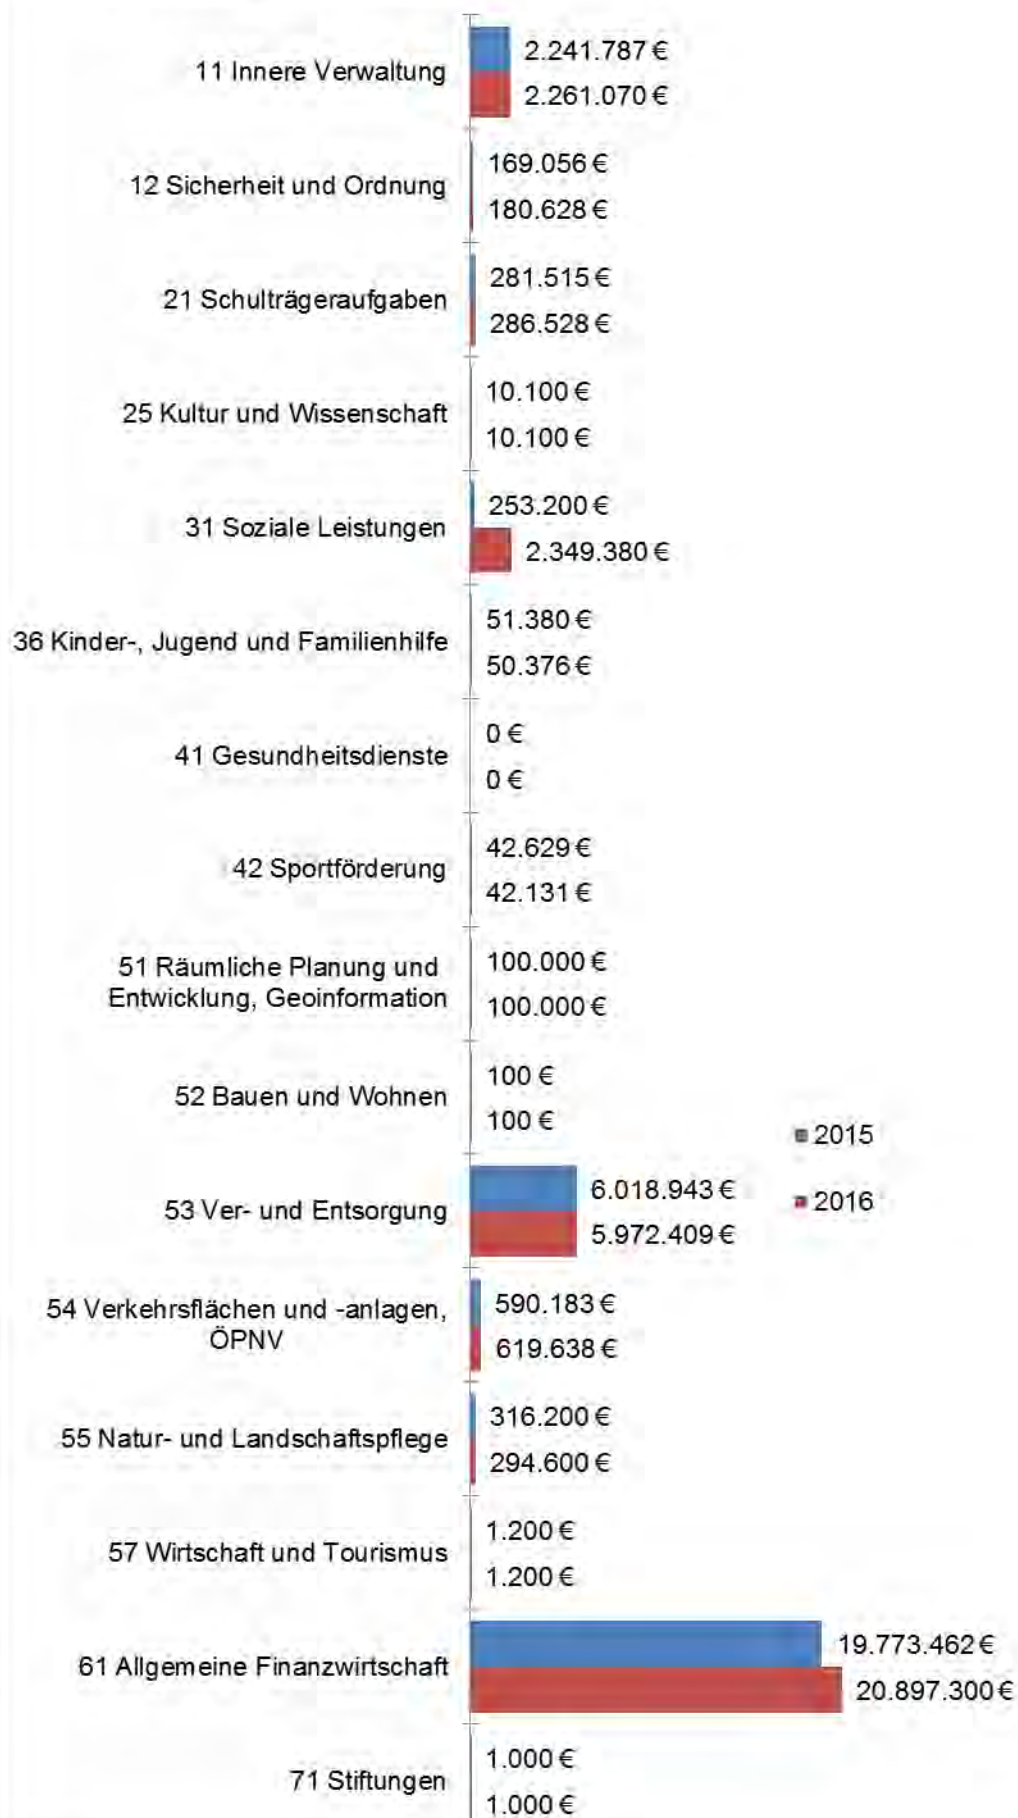 11 Innere Verwaltung
2.241.787 €
2.261.070 €
12 Sicherheit und Ordnung
169.056 €
180.628 €
21 Schulträgeraufgaben
281.515 €
286.528 €
25 Kultur und Wissenschaft
10.100 €
10.100 €
31 Soziale Leistungen
253.200 €
2.349.380 €
36 Kinder-, Jugend und Familienhilfe
51.380 €
50.376 €
41 Gesundheitsdienste
0 €
0 €
42 Sportförderung
42.629 €
42.131 €
51 Räumliche Planung und
Entwicklung, Geoinformation
100.000 €
100.000 €
52 Bauen und Wohnen
100 €
100 €
2015
2016
53 Ver- und Entsorgung
6.018.943 €
5.972.409 €
54 Verkehrsflächen und -anlagen,
ÖPNV
590.183 €
619.638 €
55 Natur- und Landschaftspflege
316.200 €
294.600 €
57 Wirtschaft und Tourismus
1.200 €
1.200 €
61 Allgemeine Finanzwirtschaft
19.773.462 €
20.897.300 €
71 Stiftungen
1.000 €
1.000 €